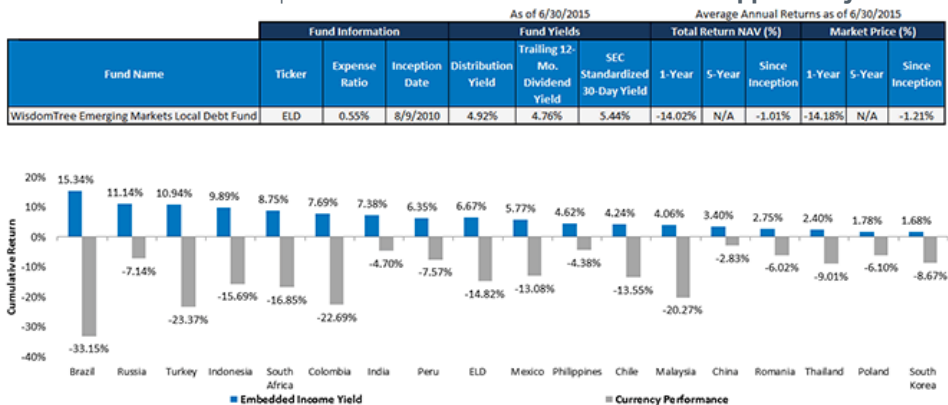 As of 6/30/2015 Average Annual Returns as of 6/30/2015
Fund Information Fund Yields Total Return NAV (%) Market Price (%)
Fund Name Ticker Expense Ratio Inception Date Distribution Yield Trailing 12-Mo. Dividend Yield SEC Standardized 30-Day Yield 1-Year 5-Year Since Inception 1-Year 5-Year Since Inception
WisdomTree Emerging Markets Local Debt Fund ELD 0.55% 8/9/2010 4.92% 4.76% 5.44% -14.02% N/A -1.01% -14.18% N/A -1.21%
Cumulative Return
20%
10%
0%
-10%
-20%
-30%
-40%
15.34% 11.14% 10.94% 9.89% 8.75% 7.69% 7.38% 6.35% 6.67% 5.77% 4.62% 4.24% 4.06% 3.40% 2.75% 2.40% 1.78% 1.68%
-33.15% -7.14% -23.37% -15.69% -16.85% -22.69% -4.70% -7.57% -14.82% -13.08% -4.38% -13.55% -20.27% -2.83% -6.02% -9.01% -6.10% -8.67%
Brazil Russia Turkey Indonesia South Africa Colombia India Peru ELD Mexico Philippines Chile Malaysia China Romania Thailand Poland South Korea
Embedded Income Yield Currency Performance